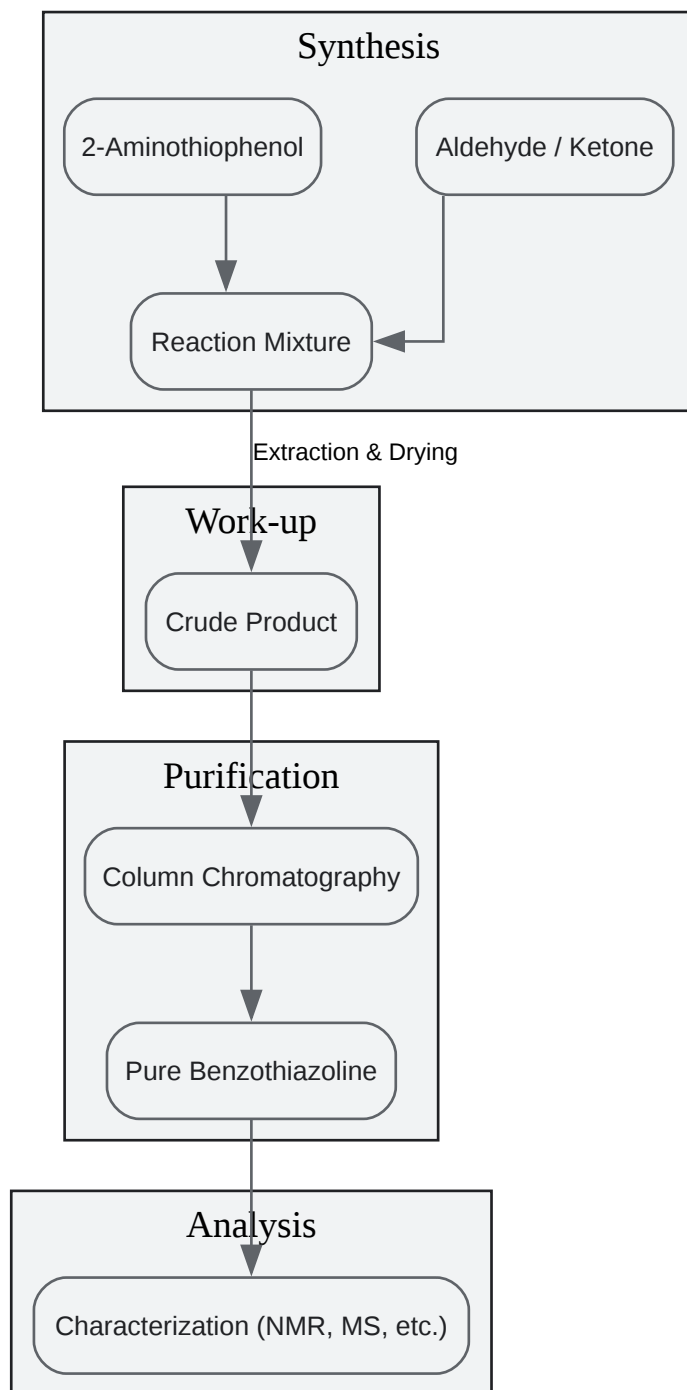 Synthesis
2-Aminothiophenol
Aldehyde / Ketone
Reaction Mixture
Extraction & Drying
Work-up
Crude Product
Purification
Column Chromatography
Pure Benzothiazoline
Analysis
Characterization (NMR, MS, etc.)